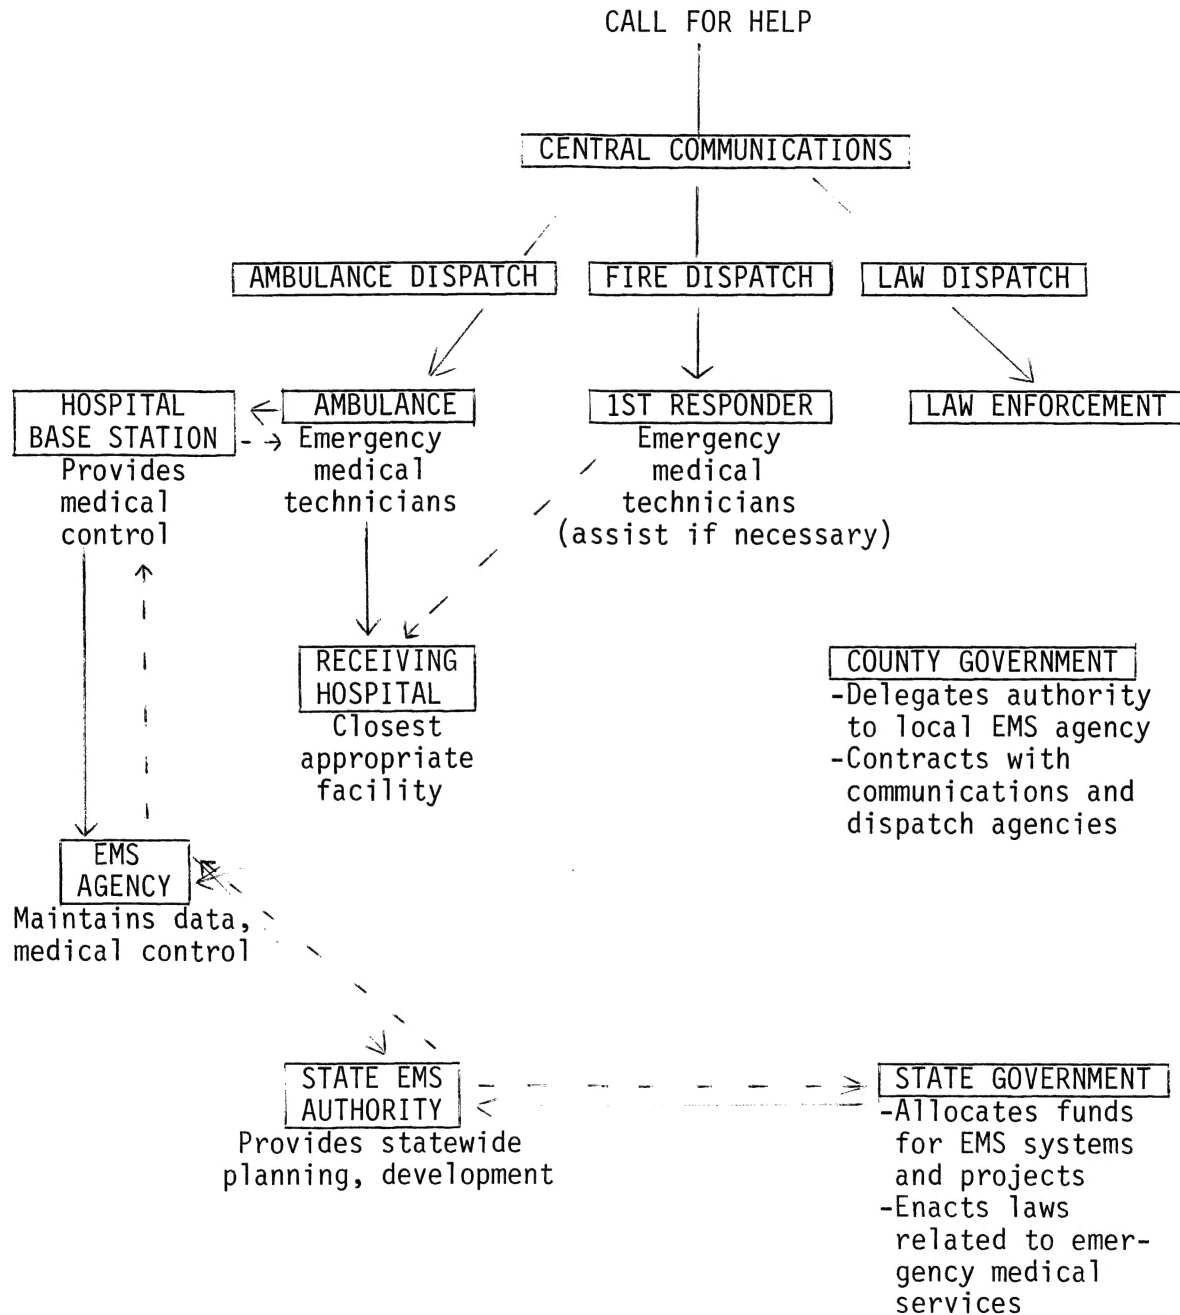 CALL FOR HELP
CENTRAL COMMUNICATIONS
AMBULANCE DISPATCH
FIRE DISPATCH
LAW DISPATCH
HOSPITAL
BASE STATION
Provides
medical
control
AMBULANCE
Emergency
medical
technicians
1ST RESPONDER
Emergency
medical
technicians
(assist if necessary)
LAW ENFORCEMENT
RECEIVING
HOSPITAL
Closest
appropriate
facility
COUNTY GOVERNMENT
-Delegates authority
to local EMS agency
-Contracts with
communications and
dispatch agencies
EMS
AGENCY
Maintains data,
medical control
STATE EMS
AUTHORITY
Provides statewide
planning, development
STATE GOVERNMENT
-Allocates funds
for EMS systems
and projects
-Enacts laws
related to emer-
gency medical
services